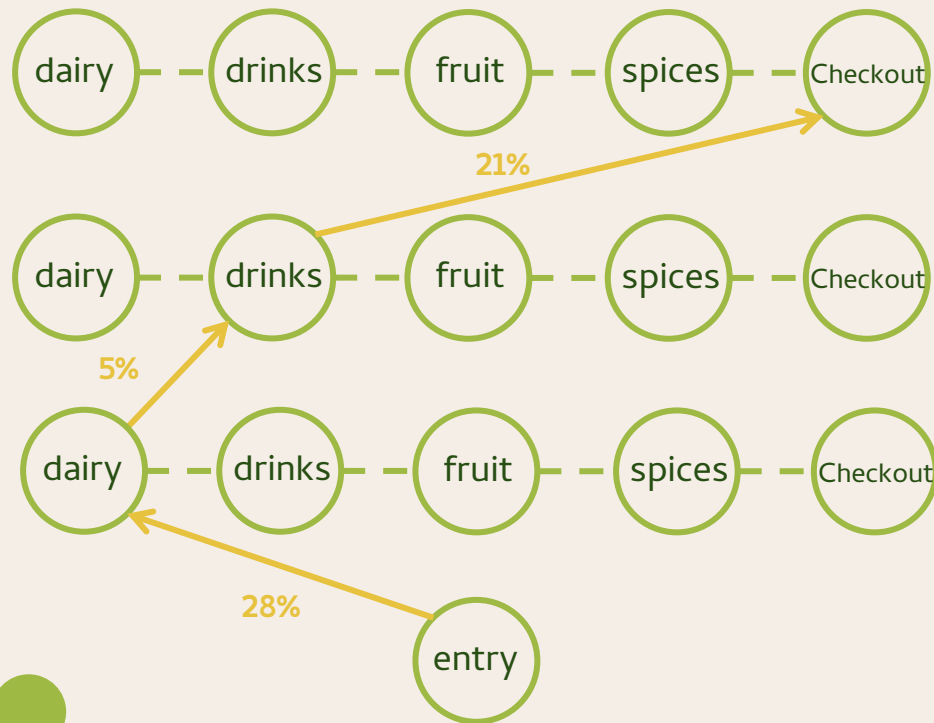 dairy drinks fruit spices Checkout
21%
dairy drinks fruit spices Checkout
5%
dairy drinks fruit spices Checkout
28%
entry